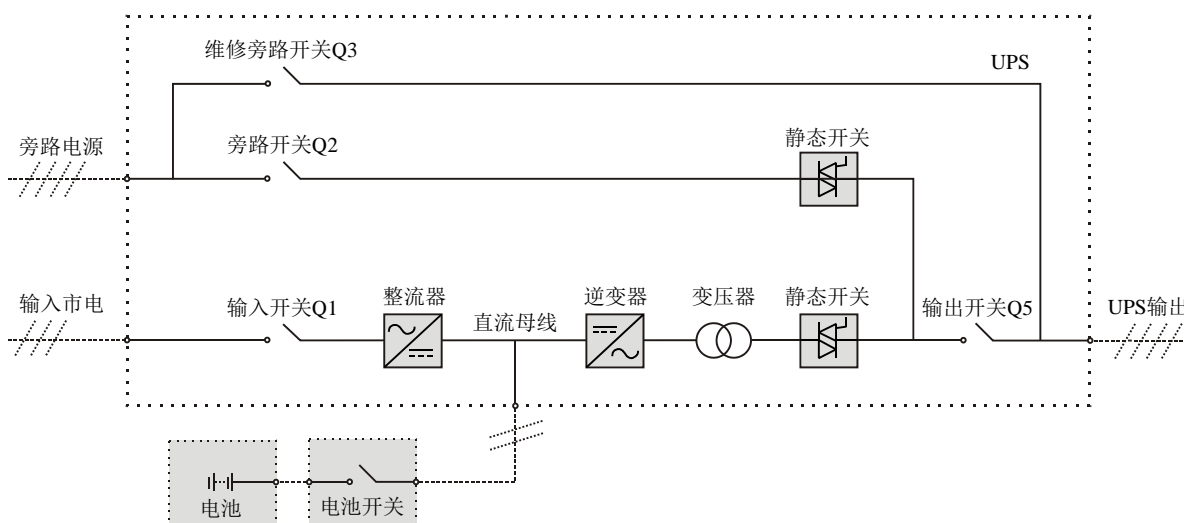 维修旁路开关Q3
UPS
旁路电源
旁路开关Q2
静态开关
输入市电
输入开关Q1
整流器
直流母线
逆变器
变压器
静态开关
输出开关Q5
UPS输出
电池
电池开关